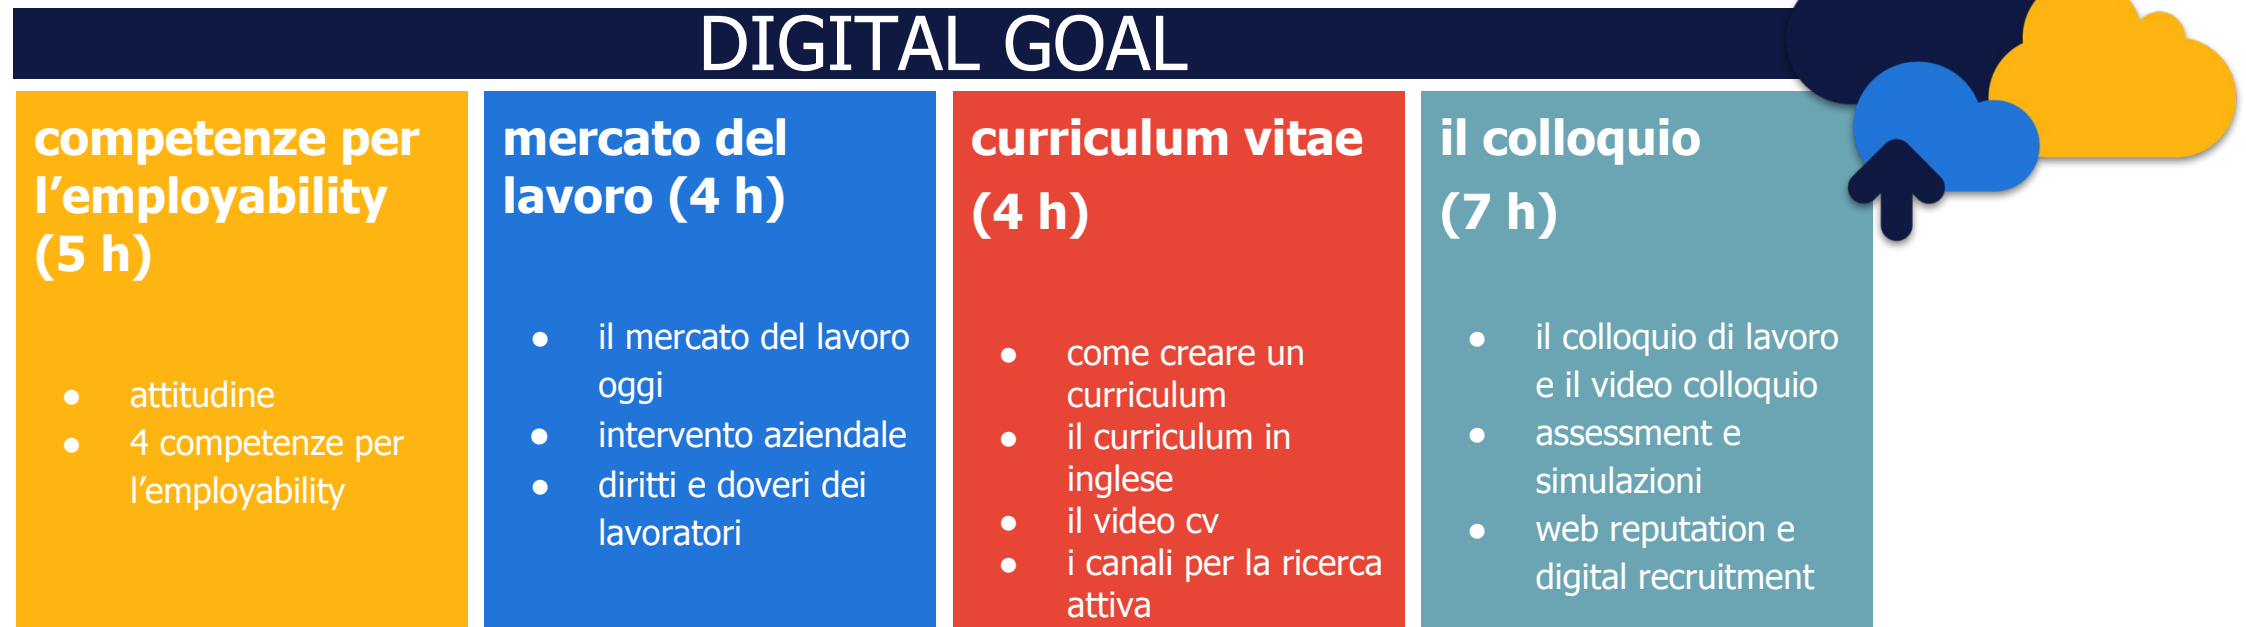 DIGITAL GOAL
competenze per
l’employability
(5 h)
● attitudine
● 4 competenze per
l’employability
mercato del
lavoro (4 h)
● il mercato del lavoro
oggi
● intervento aziendale
● diritti e doveri dei
lavoratori
curriculum vitae
(4 h)
● come creare un
curriculum
● il curriculum in
inglese
● il video cv
● i canali per la ricerca
attiva
il colloquio
(7 h)
● il colloquio di lavoro
e il video colloquio
● assessment e
simulazioni
● web reputation e
digital recruitment